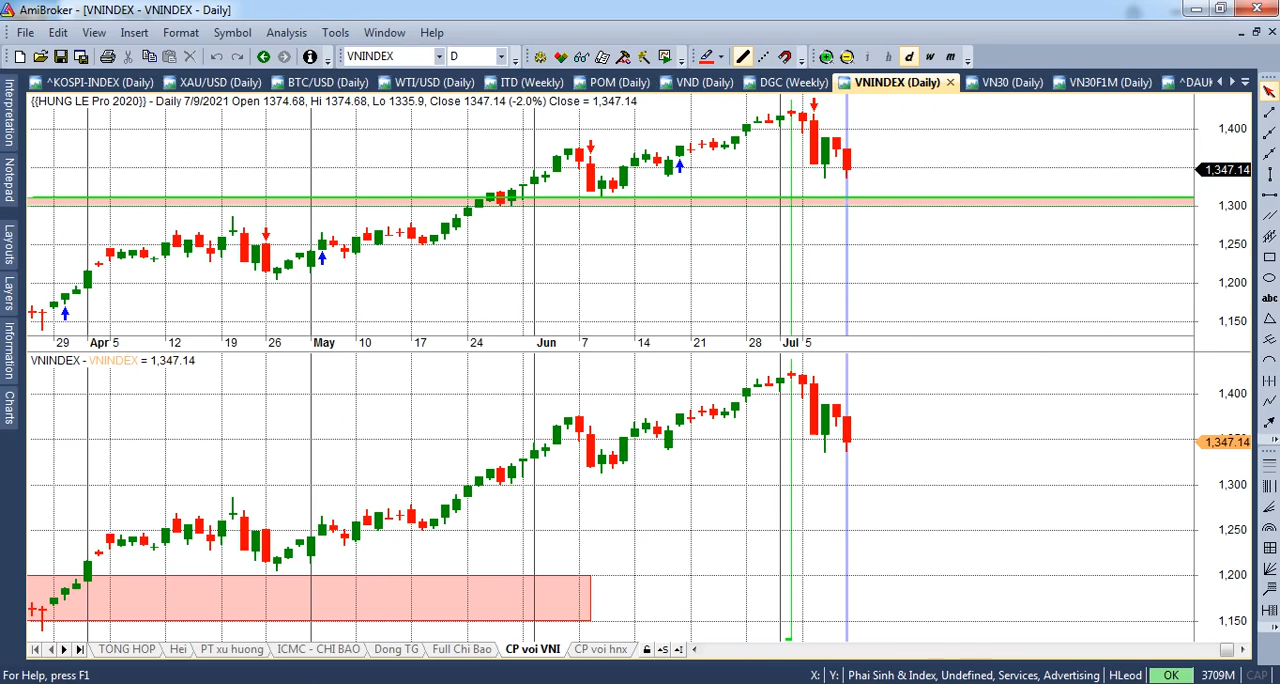 AmiBroker - [VNINDEX - VNINDEX - Daily]
File Edit View Insert Format Symbol Analysis Tools Window Help
VNINDEX D i h d w m
^KOSPI-INDEX (Daily) XAU/USD (Daily) BTC/USD (Daily) WTI/USD (Daily) ITD (Weekly) POM (Daily) VND (Daily) DGC (Weekly) VNINDEX (Daily) VN30 (Daily) VN30F1M (Daily) ^DAUH
{{HUNG LE Pro 2020}} - Daily 7/9/2021 Open 1374.68, Hi 1374.68, Lo 1335.9, Close 1347.14 (-2.0%) Close = 1,347.14
Interpretation
Notepad
Layouts
Layers
Information
Charts
1,400
1,347.14
1,300
1,250
1,200
1,150
29 Apr 5 12 19 26 May 10 17 24 Jun 7 14 21 28 Jul 5
VNINDEX - VNINDEX = 1,347.14
1,400
1,347.14
1,300
1,250
1,200
1,150
abc
TONG HOP Hei PT xu huong ICMC - CHI BAO Dong TG Full Chi Bao CP voi VNI CP voi hnx
For Help, press F1 X: Y: Phai Sinh & Index, Undefined, Services, Advertising HLeod OK 3709M CAP